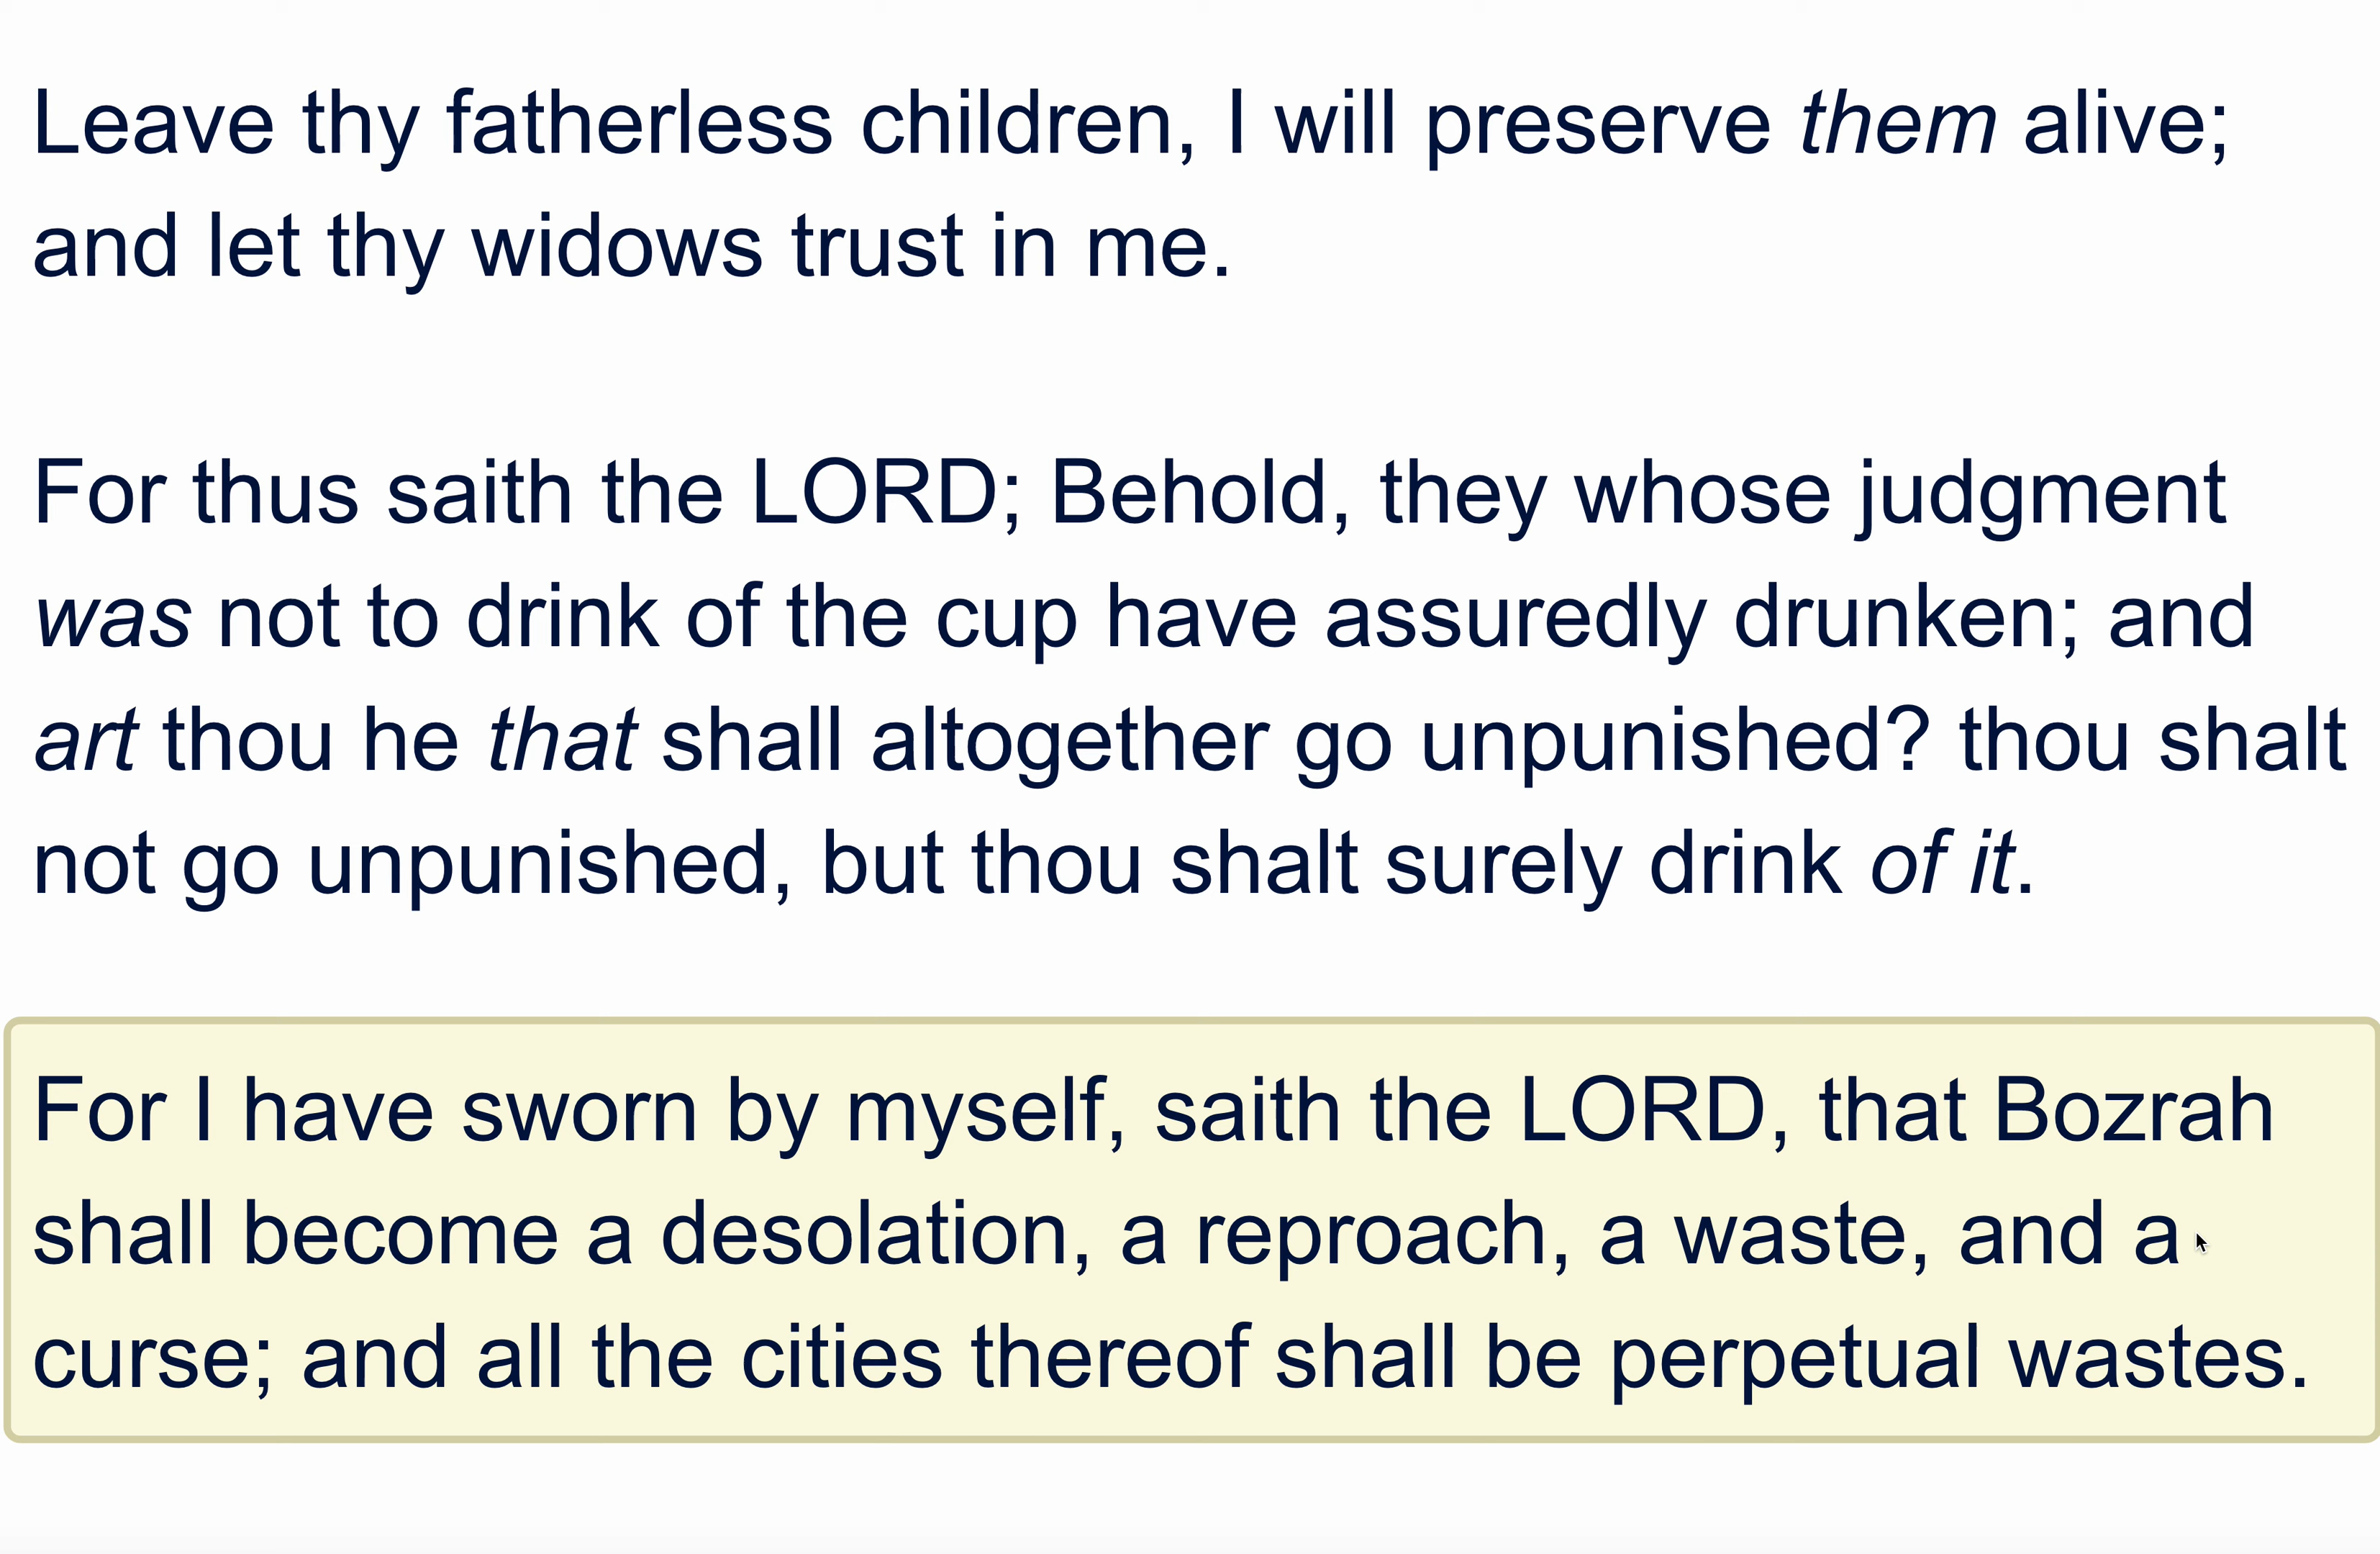 Leave thy fatherless children, I will preserve them alive;
and let thy widows trust in me.
For thus saith the LORD; Behold, they whose judgment
was not to drink of the cup have assuredly drunken; and
art thou he that shall altogether go unpunished? thou shalt
not go unpunished, but thou shalt surely drink of it.
For I have sworn by myself, saith the LORD, that Bozrah
shall become a desolation, a reproach, a waste, and a
curse; and all the cities thereof shall be perpetual wastes.